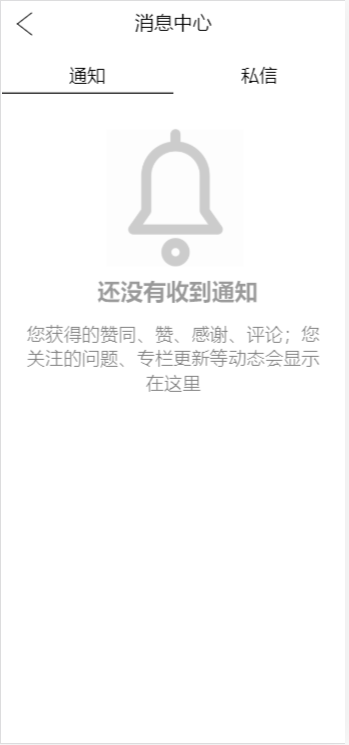 消息中心
通知
私信
还没有收到通知
您获得的赞同、赞、感谢、评论；您
关注的问题、专栏更新等动态会显示
在这里